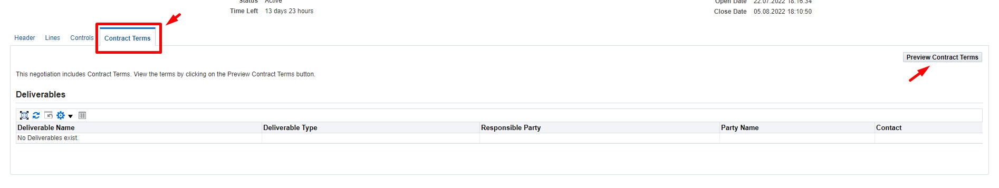 Status Active
Open Date 22.07.2022 18:16:34
Time Left 13 days 23 hours
Close Date 05.08.2022 18:10:50
Header Lines Controls Contract Terms
Preview Contract Terms
This negotiation includes Contract Terms. View the terms by clicking on the Preview Contract Terms button.
Deliverables
Deliverable Name Deliverable Type Responsible Party Party Name Contact
No Deliverables exist.